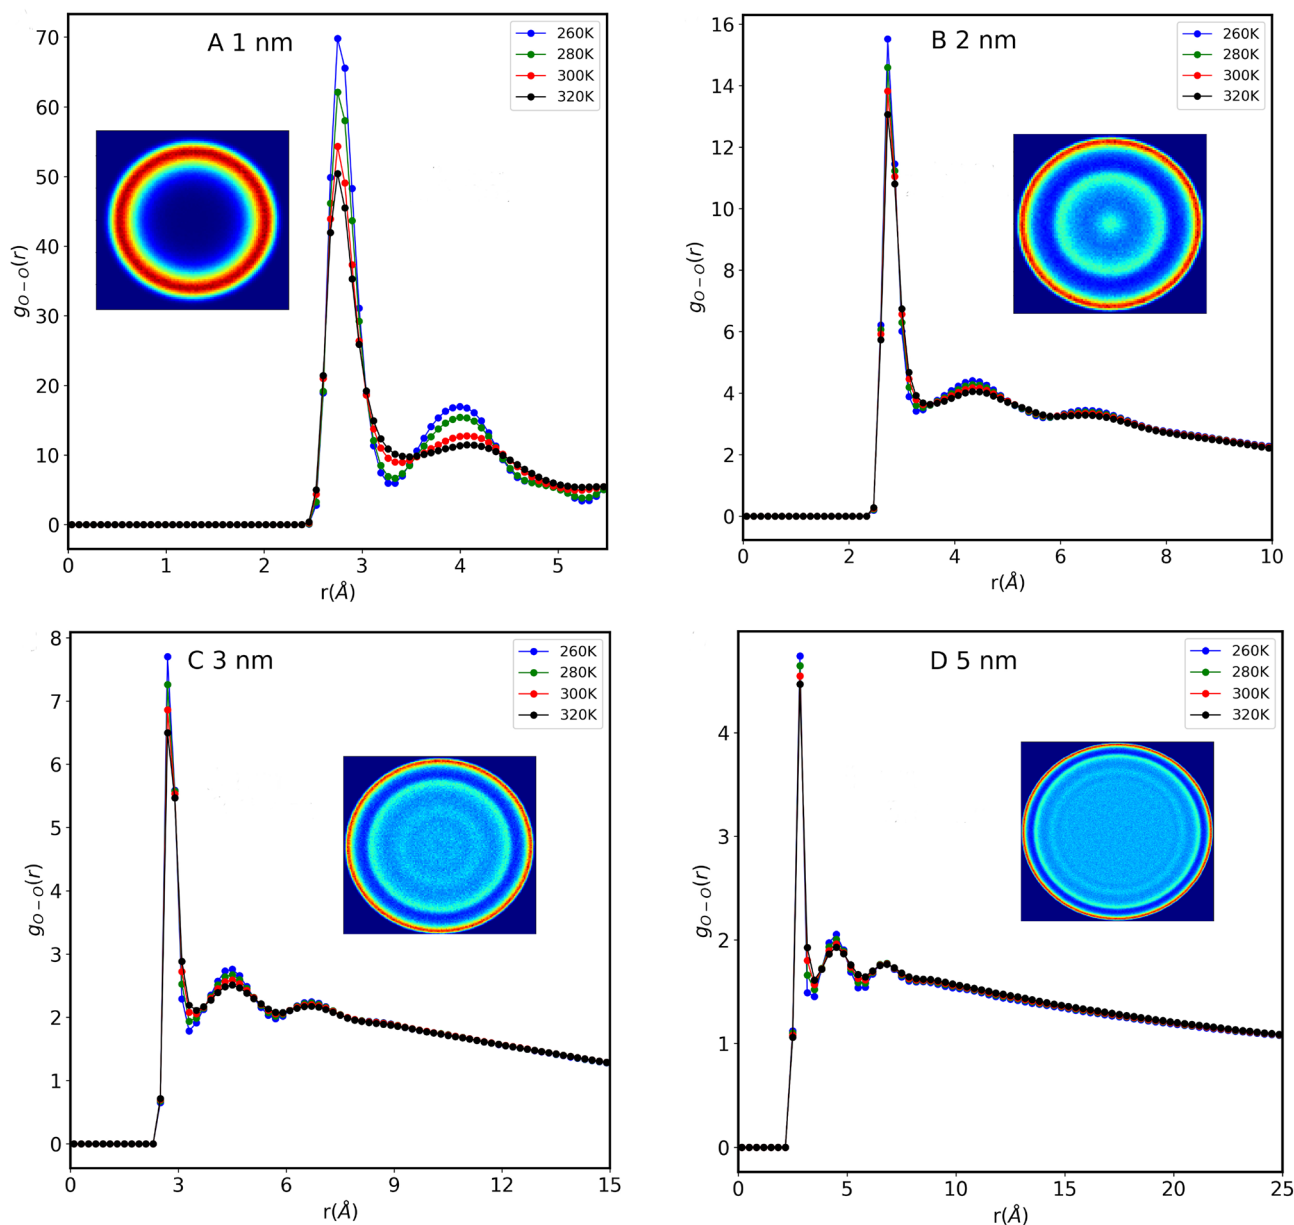 A 1 nm
260K
280K
300K
320K
70
60
50
40
30
20
10
0
g_{O-O}(r)
0 1 2 3 4 5
r(Å)
B 2 nm
260K
280K
300K
320K
16
14
12
10
8
6
4
2
0
g_{O-O}(r)
0 2 4 6 8 10
r(Å)
C 3 nm
260K
280K
300K
320K
8
7
6
5
4
3
2
1
0
g_{O-O}(r)
0 3 6 9 12 15
r(Å)
D 5 nm
260K
280K
300K
320K
4
3
2
1
0
g_{O-O}(r)
0 5 10 15 20 25
r(Å)